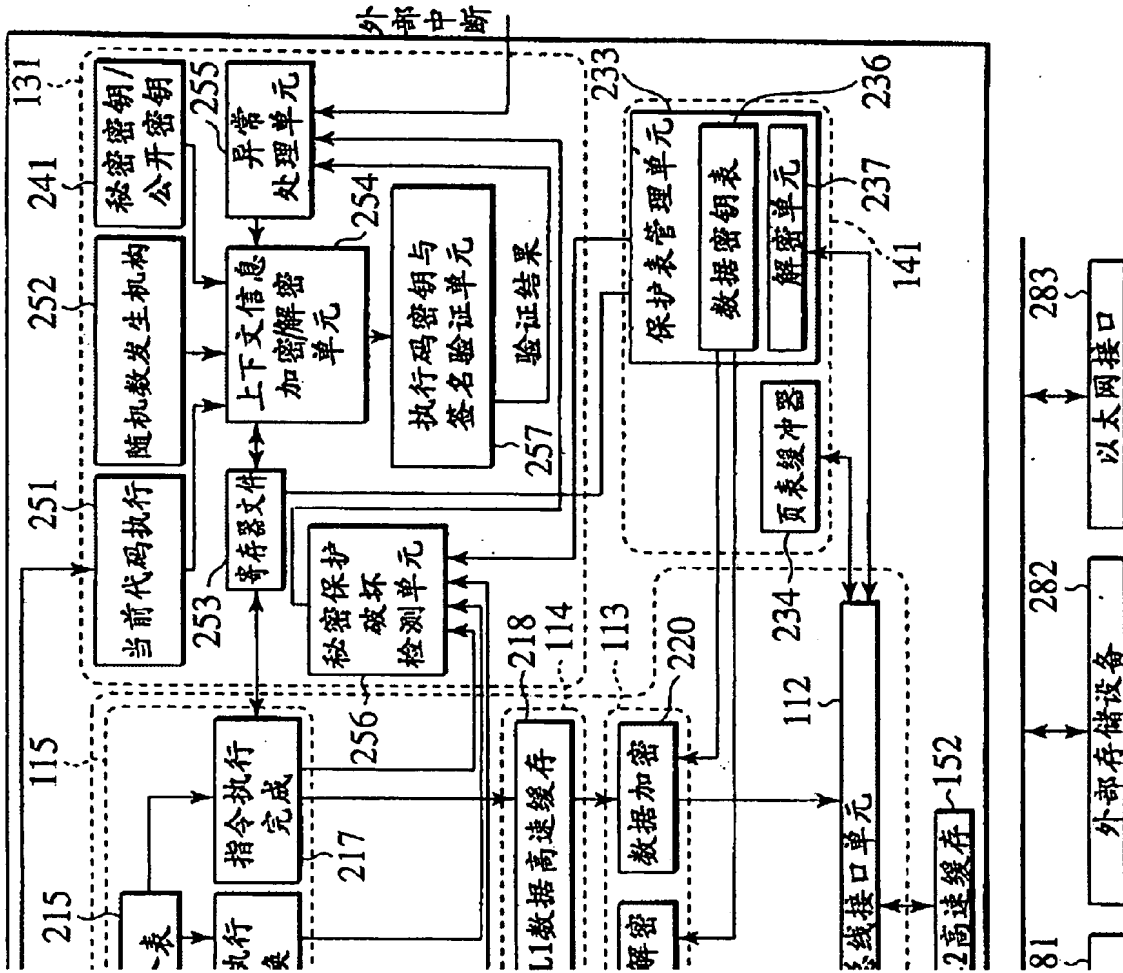 外部中断
131
241
秘密密钥/
公开密钥
255
异常
处理单元
252
随机数发生机构
254
上下文信息
加密/解密
单元
251
当前代码执行
253
寄存器文件
执行码密钥与
签名验证单元
257
验证结果
秘密保护
破坏
检测单元
256
233
保护表管理单元
236
数据密钥表
237
解密单元
141
页表缓冲器
234
115
215
表
217
指令执行
完成
执行
换
218
114
L1数据高速缓存
113
220
数据加密
解密
112
总线接口单元
152
2高速缓存
283
以太网接口
282
外部存储设备
81